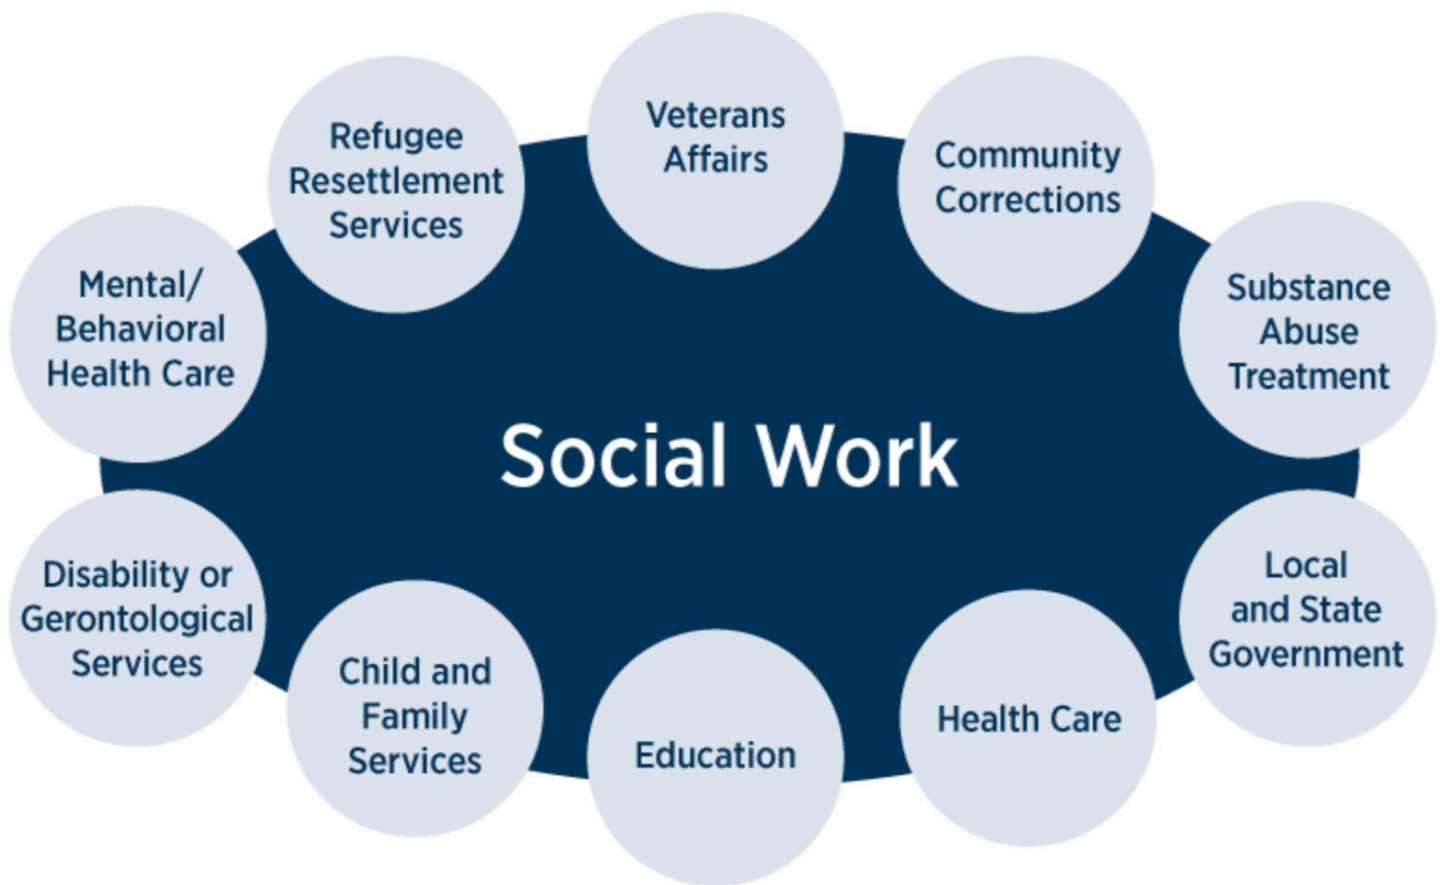 Veterans
Affairs
Community
Corrections
Substance
Abuse
Treatment
Local
and State
Government
Health Care
Education
Child and
Family
Services
Disability or
Gerontological
Services
Mental/
Behavioral
Health Care
Refugee
Resettlement
Services
Social Work